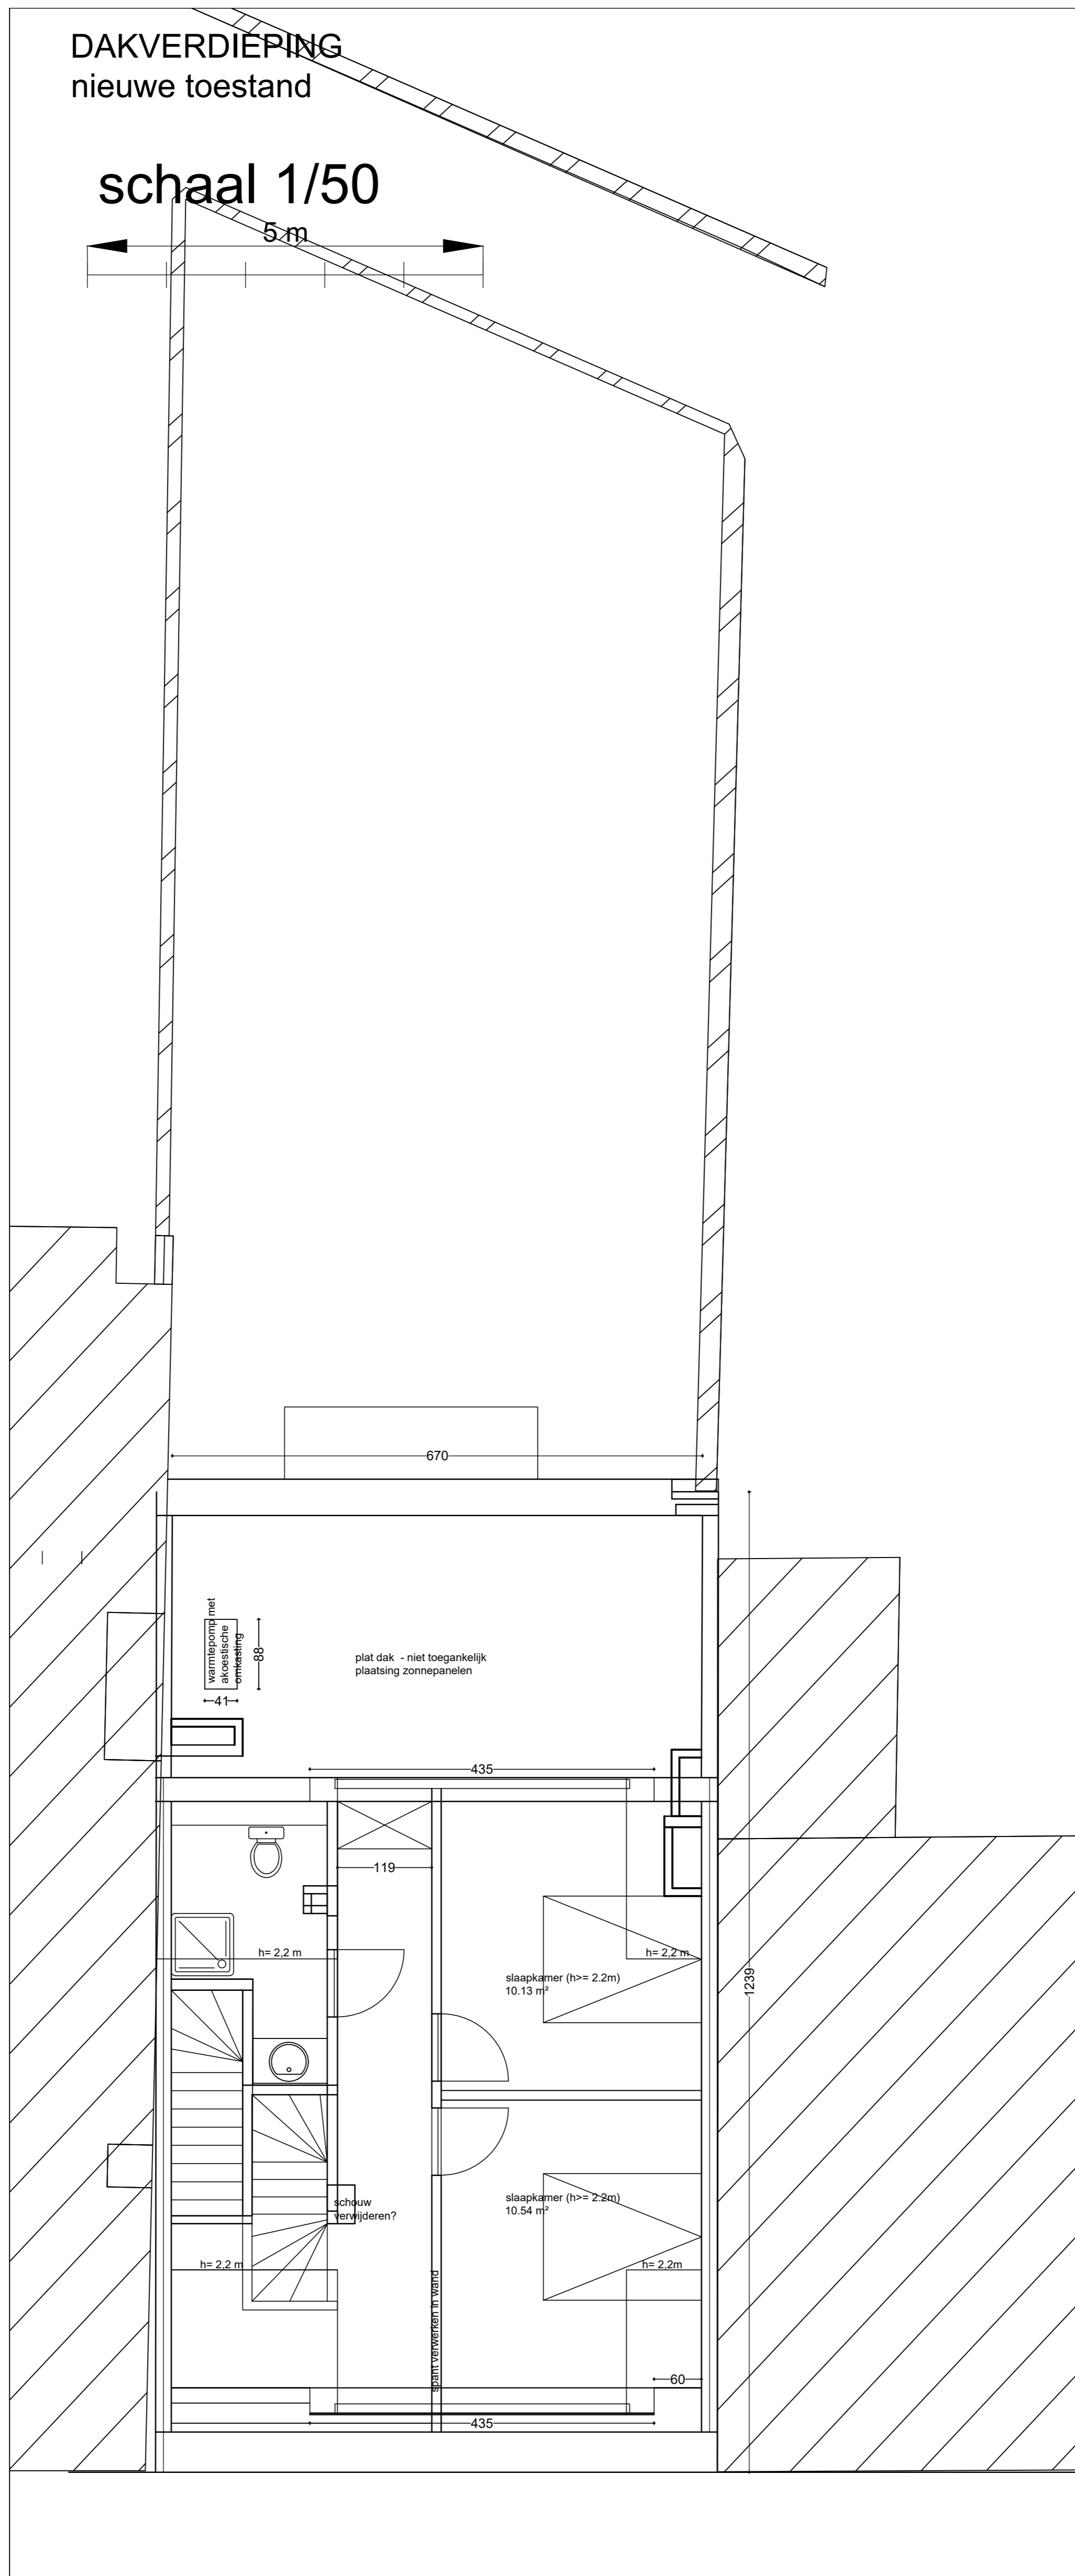 DAKVERDIEPING
nieuwe toestand
schaal 1/50
5 m
670
warmtepomp met
akoestische
omkasting
88
41
plat dak - niet toegankelijk
plaatsing zonnepanelen
435
119
h= 2,2 m
h= 2,2 m
slaapkamer (h>= 2.2m)
10.13 m²
1239
schouw
verwijderen?
slaapkamer (h>= 2.2m)
10.54 m²
h= 2,2 m
h= 2,2m
spant verwerken in wand
60
435